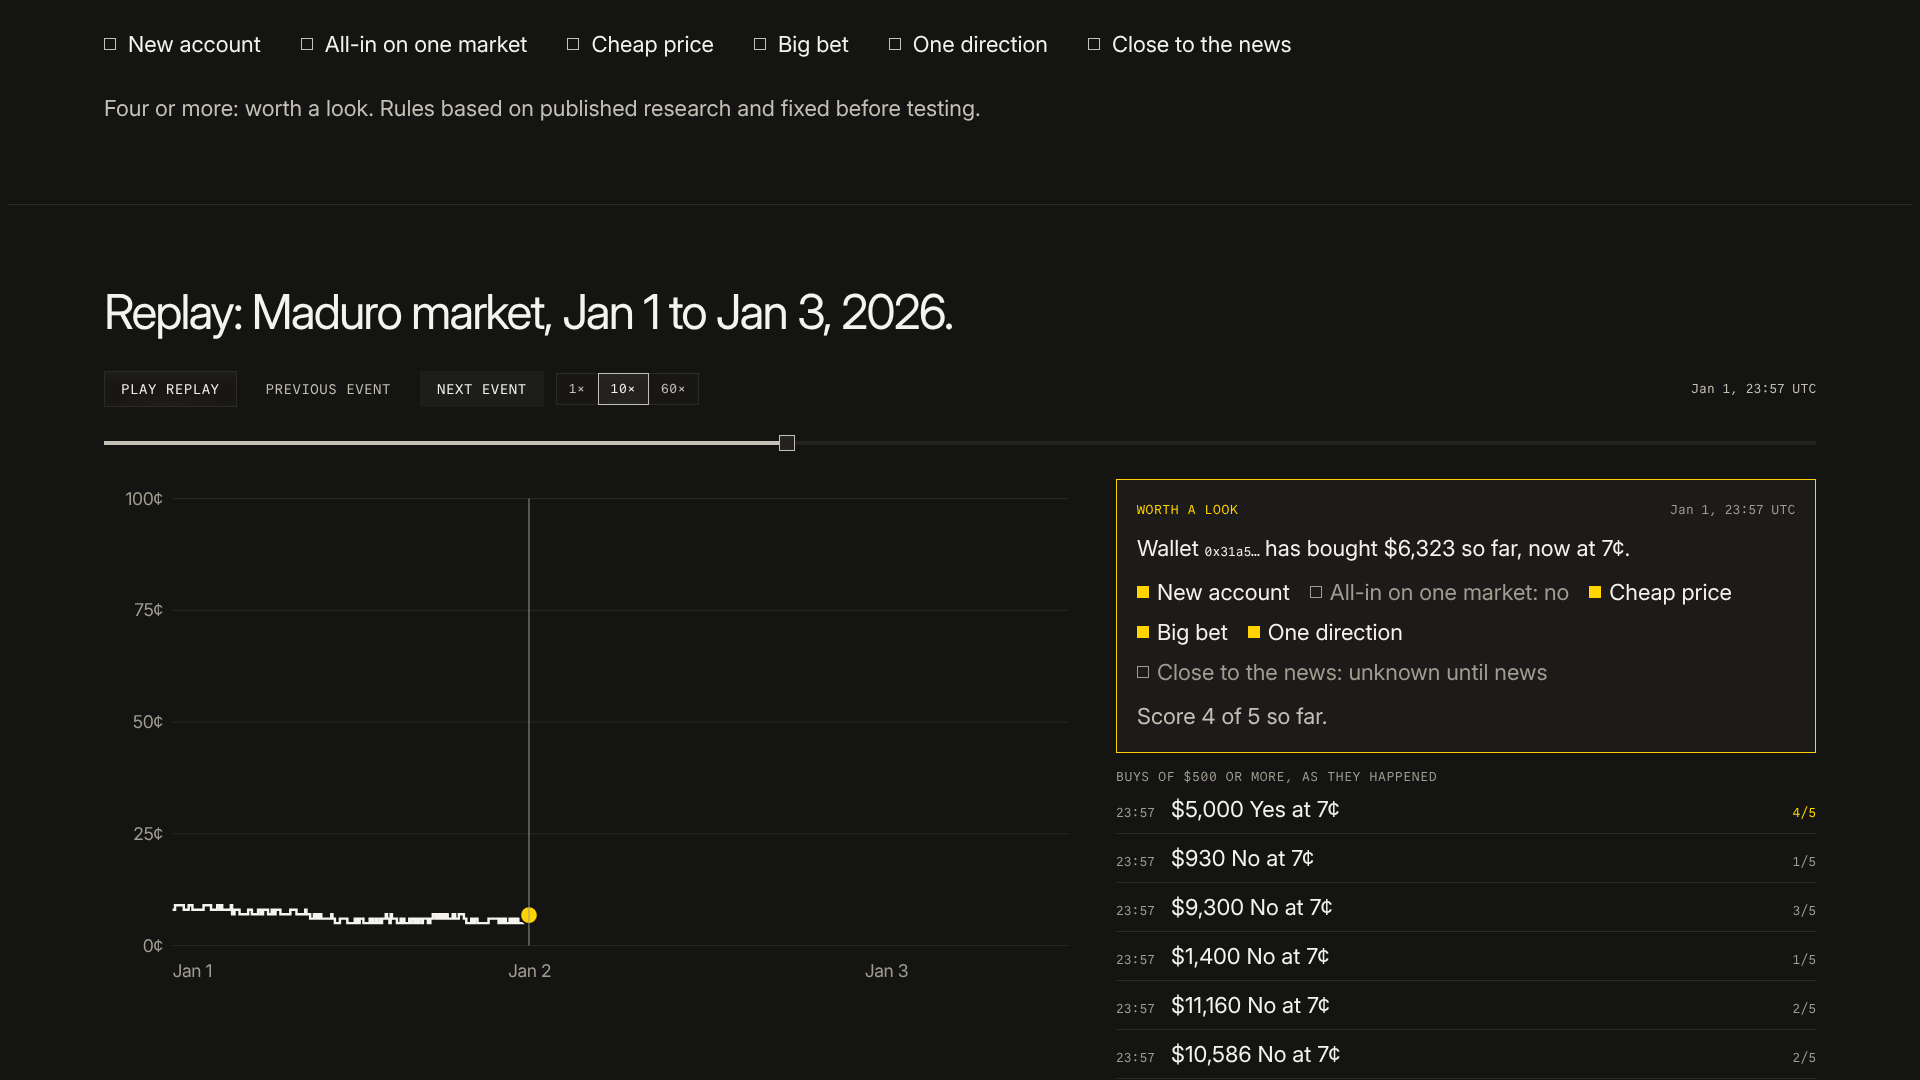 New account All-in on one market Cheap price Big bet One direction Close to the news
Four or more: worth a look. Rules based on published research and fixed before testing.
Replay: Maduro market, Jan 1 to Jan 3, 2026.
PLAY REPLAY PREVIOUS EVENT NEXT EVENT 1× 10× 60× Jan 1, 23:57 UTC
100¢
75¢
50¢
25¢
0¢
Jan 1 Jan 2 Jan 3
WORTH A LOOK Jan 1, 23:57 UTC
Wallet 0x31a5… has bought $6,323 so far, now at 7¢.
New account All-in on one market: no Cheap price
Big bet One direction
Close to the news: unknown until news
Score 4 of 5 so far.
BUYS OF $500 OR MORE, AS THEY HAPPENED
23:57 $5,000 Yes at 7¢ 4/5
23:57 $930 No at 7¢ 1/5
23:57 $9,300 No at 7¢ 3/5
23:57 $1,400 No at 7¢ 1/5
23:57 $11,160 No at 7¢ 2/5
23:57 $10,586 No at 7¢ 2/5